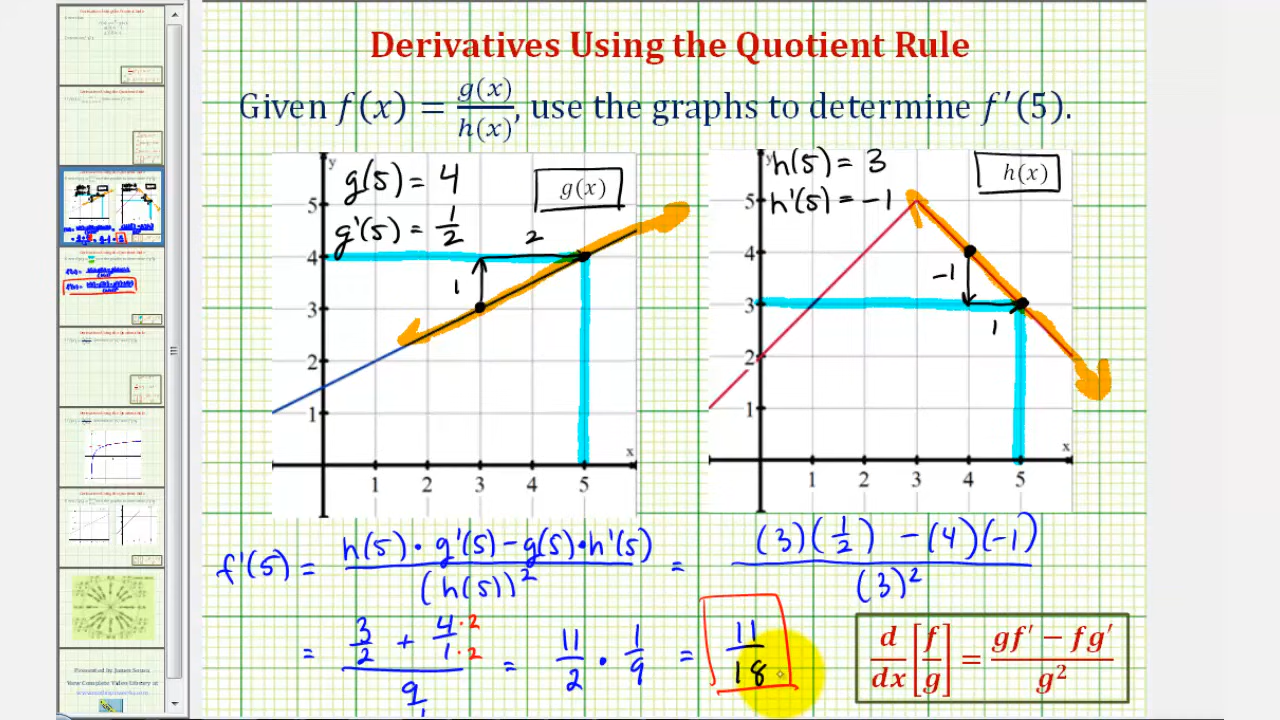 Derivatives Using the Quotient Rule
Given f(x) = g(x)/h(x), use the graphs to determine f'(5).
g(5) = 4
g'(5) = 1/2
g(x)
y
5
4
3
2
1
1 2 3 4 5
x
2
1
h(5) = 3
h'(5) = -1
h(x)
y
5
4
3
2
1
1 2 3 4 5
x
-1
1
f'(5) = h(5) · g'(5) - g(5) · h'(5) / (h(5))² = (3)(1/2) - (4)(-1) / (3)²
= 3/2 + 4/1 ·2 ·2 / 9/1 = 11/2 · 1/9 = 11/18
d/dx [f/g] = gf' - fg' / g²